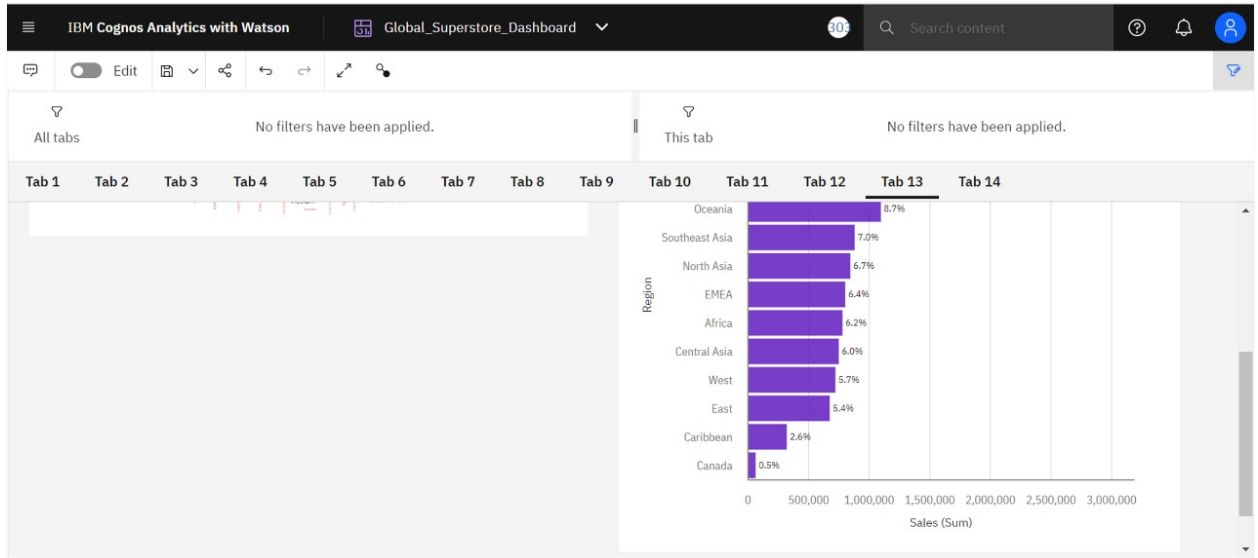 IBM Cognos Analytics with Watson
Global_Superstore_Dashboard
303
Search content
Edit
All tabs
No filters have been applied.
This tab
No filters have been applied.
Tab 1 Tab 2 Tab 3 Tab 4 Tab 5 Tab 6 Tab 7 Tab 8 Tab 9 Tab 10 Tab 11 Tab 12 Tab 13 Tab 14
Oceania 8.7%
Southeast Asia 7.0%
North Asia 6.7%
EMEA 6.4%
Africa 6.2%
Central Asia 6.0%
West 5.7%
East 5.4%
Caribbean 2.6%
Canada 0.5%
Region
0 500,000 1,000,000 1,500,000 2,000,000 2,500,000 3,000,000
Sales (Sum)